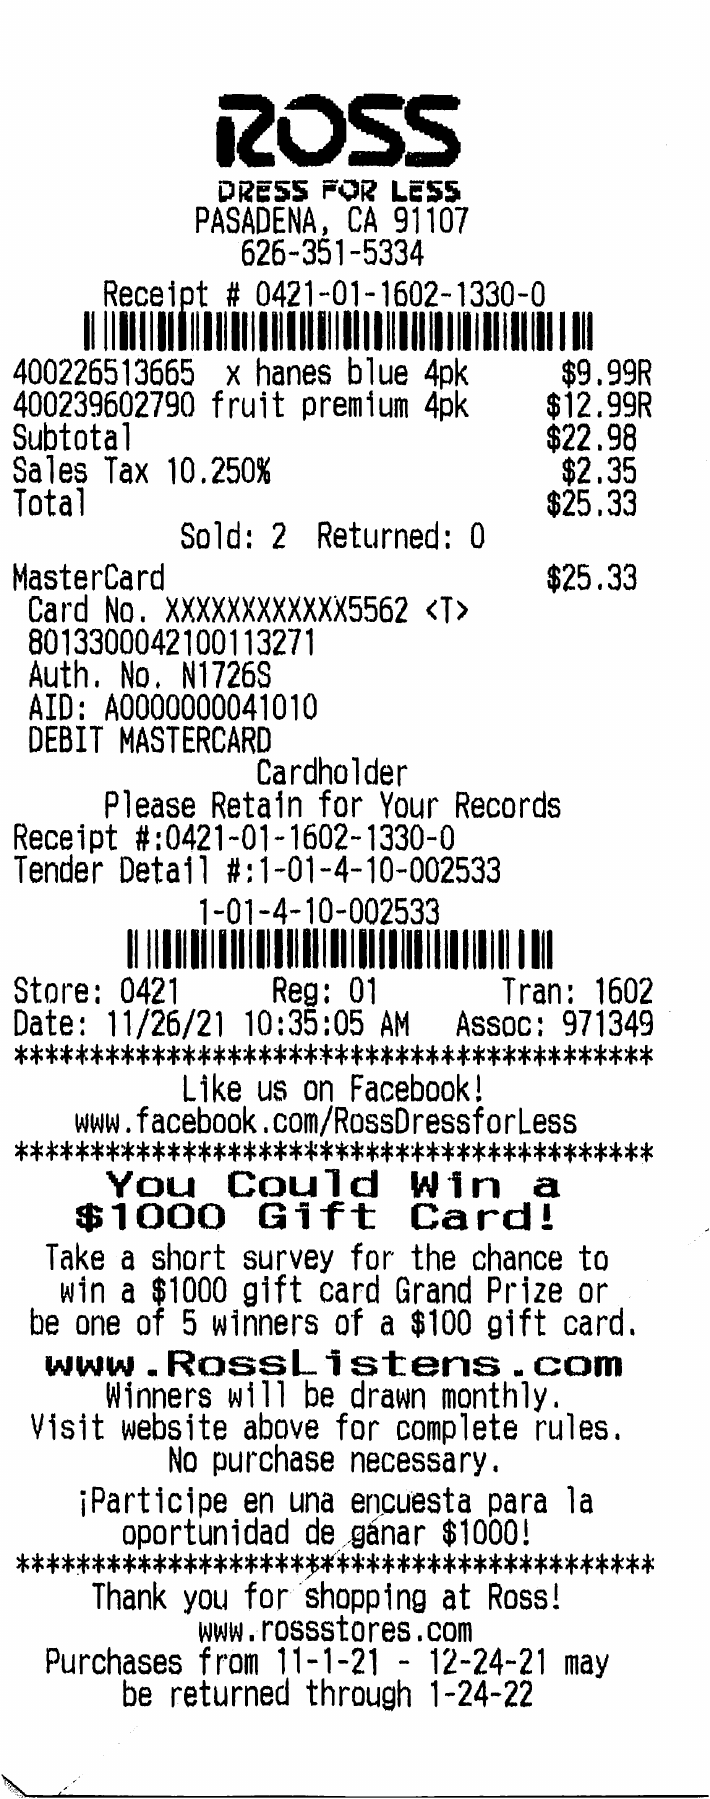 ROSS
DRESS FOR LESS
PASADENA, CA 91107
626-351-5334
Receipt # 0421-01-1602-1330-0
400226513665 x hanes blue 4pk $9.99R
400239602790 fruit premium 4pk $12.99R
Subtotal $22.98
Sales Tax 10.250% $2.35
Total $25.33
Sold: 2 Returned: 0
MasterCard $25.33
Card No. XXXXXXXXXXXX5562 <T>
8013300042100113271
Auth. No. N1726S
AID: A0000000041010
DEBIT MASTERCARD
Cardholder
Please Retain for Your Records
Receipt #:0421-01-1602-1330-0
Tender Detail #:1-01-4-10-002533
1-01-4-10-002533
Store: 0421 Reg: 01 Tran: 1602
Date: 11/26/21 10:35:05 AM Assoc: 971349
******************************************
Like us on Facebook!
www.facebook.com/RossDressforLess
******************************************
You Could Win a
$1000 Gift Card!
Take a short survey for the chance to
win a $1000 gift card Grand Prize or
be one of 5 winners of a $100 gift card.
www.RossListens.com
Winners will be drawn monthly.
Visit website above for complete rules.
No purchase necessary.
¡Participe en una encuesta para la
oportunidad de ganar $1000!
******************************************
Thank you for shopping at Ross!
www.rossstores.com
Purchases from 11-1-21 - 12-24-21 may
be returned through 1-24-22